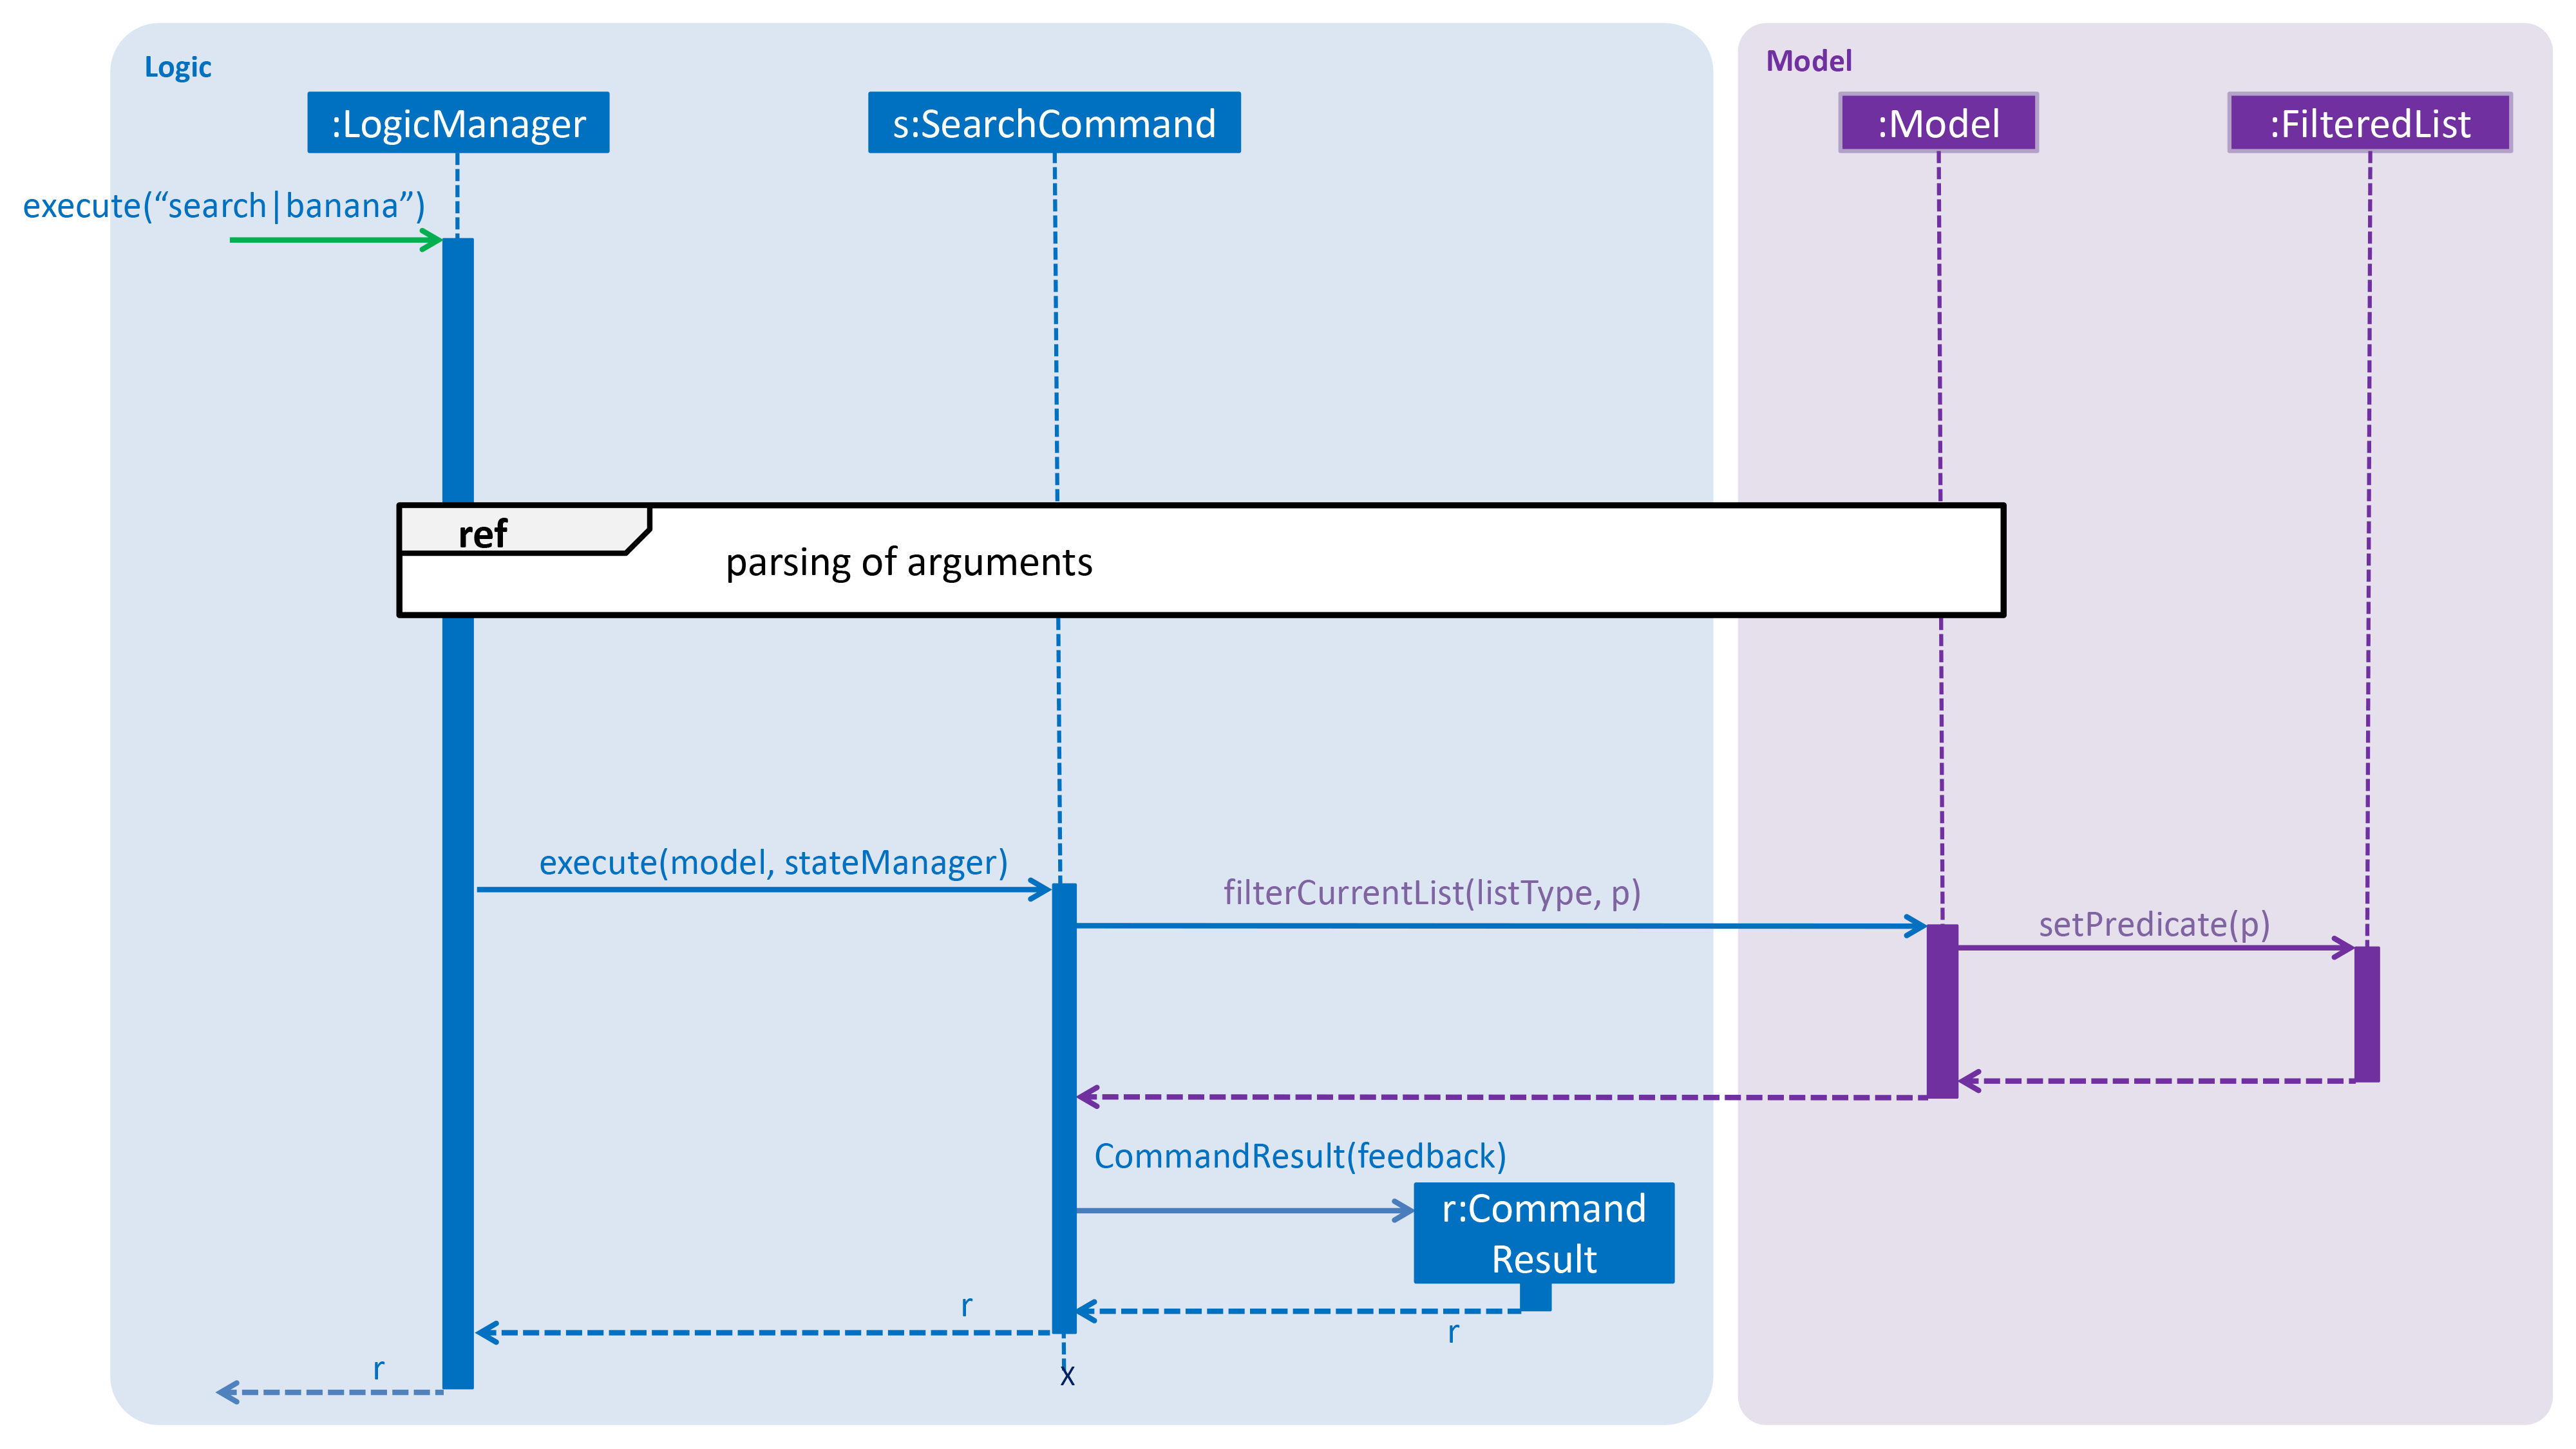 Logic
Model
:LogicManager
s:SearchCommand
:Model
:FilteredList
execute(“search|banana”)
ref
parsing of arguments
execute(model, stateManager)
filterCurrentList(listType, p)
setPredicate(p)
CommandResult(feedback)
r:Command
Result
r
r
r
X